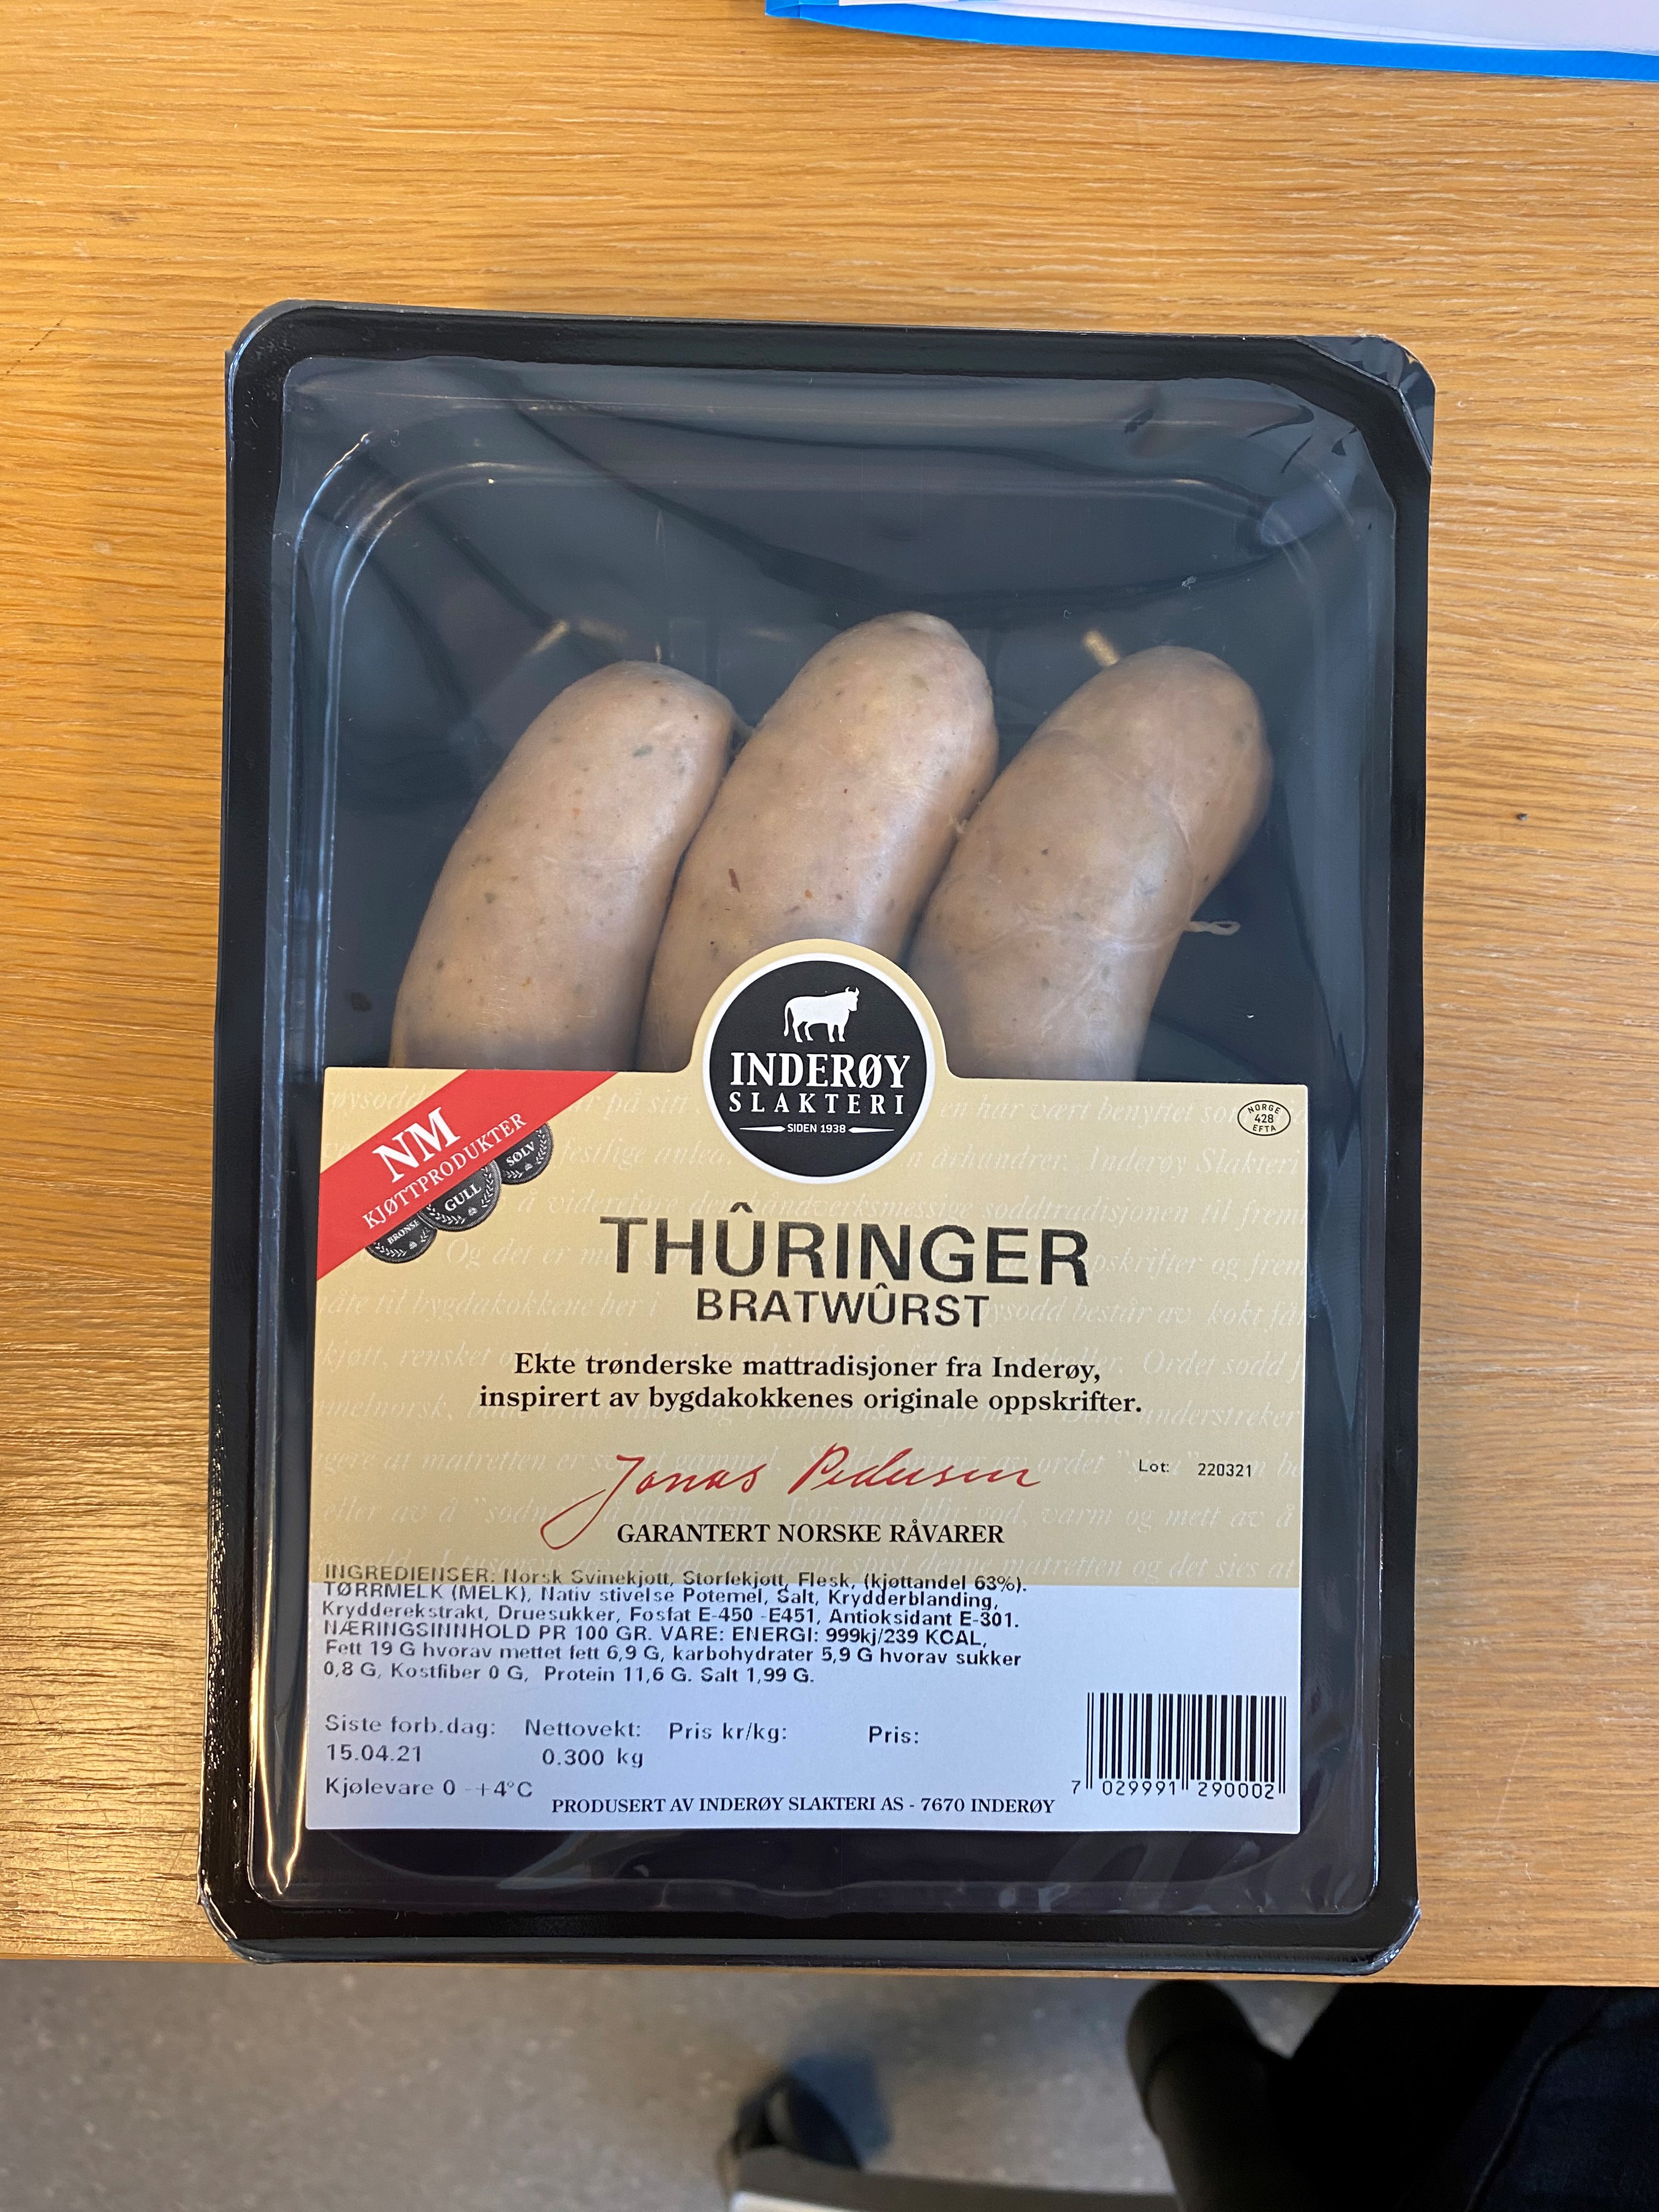 INDERØY
SLAKTERI
SIDEN 1938
NORGE
428
EFTA
NM
KJØTTPRODUKTER
BRONSE
GULL
SØLV
THÛRINGER
BRATWÛRST
Ekte trønderske mattradisjoner fra Inderøy,
inspirert av bygdakokkenes originale oppskrifter.
Jonas Pedersen
Lot: 220321
GARANTERT NORSKE RÅVARER
INGREDIENSER: Norsk Svinekjøtt, Storfekjøtt, Flesk, (kjøttandel 63%).
TØRRMELK (MELK), Nativ stivelse Potemel, Salt, Krydderblanding,
Krydderekstrakt, Druesukker, Fosfat E-450 -E451, Antioksidant E-301.
NÆRINGSINNHOLD PR 100 GR. VARE: ENERGI: 999kj/239 KCAL,
Fett 19 G hvorav mettet fett 6,9 G, karbohydrater 5,9 G hvorav sukker
0,8 G, Kostfiber 0 G, Protein 11,6 G. Salt 1,99 G.
Siste forb.dag: Nettovekt: Pris kr/kg: Pris:
15.04.21 0.300 kg
Kjølevare 0 -+4°C
7 029991 290002
PRODUSERT AV INDERØY SLAKTERI AS - 7670 INDERØY